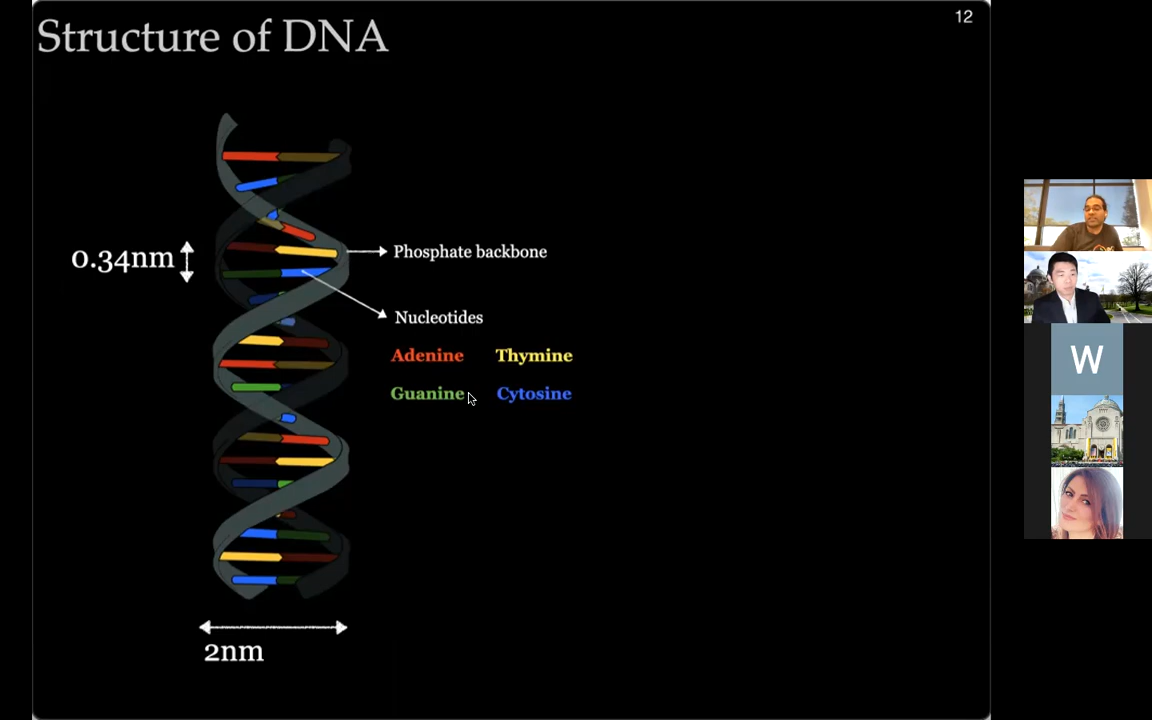 Structure of DNA
12
0.34nm
Phosphate backbone
Nucleotides
Adenine Thymine
Guanine Cytosine
2nm
W